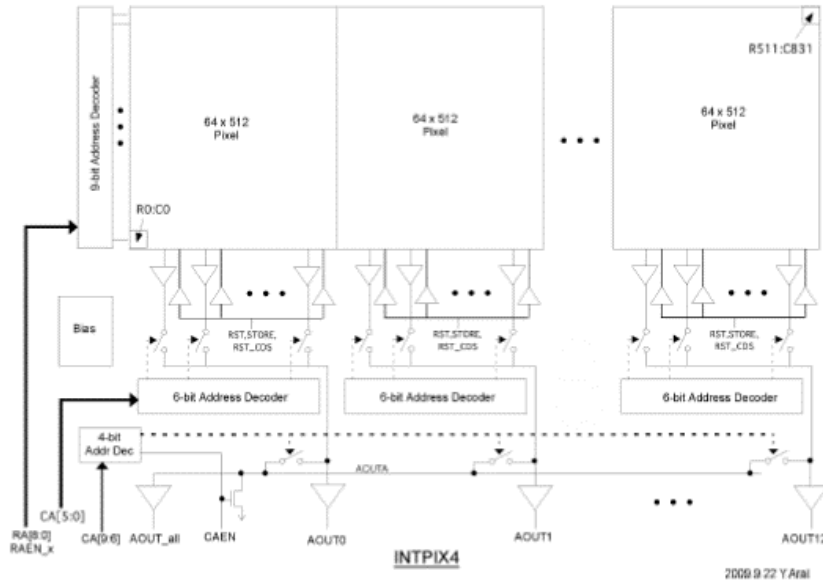 R511:C831
9-bit Address Decoder
64 x 512
Pixel
64 x 512
Pixel
64 x 512
Pixel
R0:C0
Bias
RST,STORE,
RST_CDS
RST,STORE,
RST_CDS
RST,STORE,
RST_CDS
6-bit Address Decoder
6-bit Address Decoder
6-bit Address Decoder
4-bit
Addr Dec
AOUTA
CA[5:0]
RA[8:0]
RAEN_x
CA[9:6]
AOUT_all
CAEN
AOUT0
AOUT1
AOUT12
INTPIX4
2009.9.22 Y.Arai